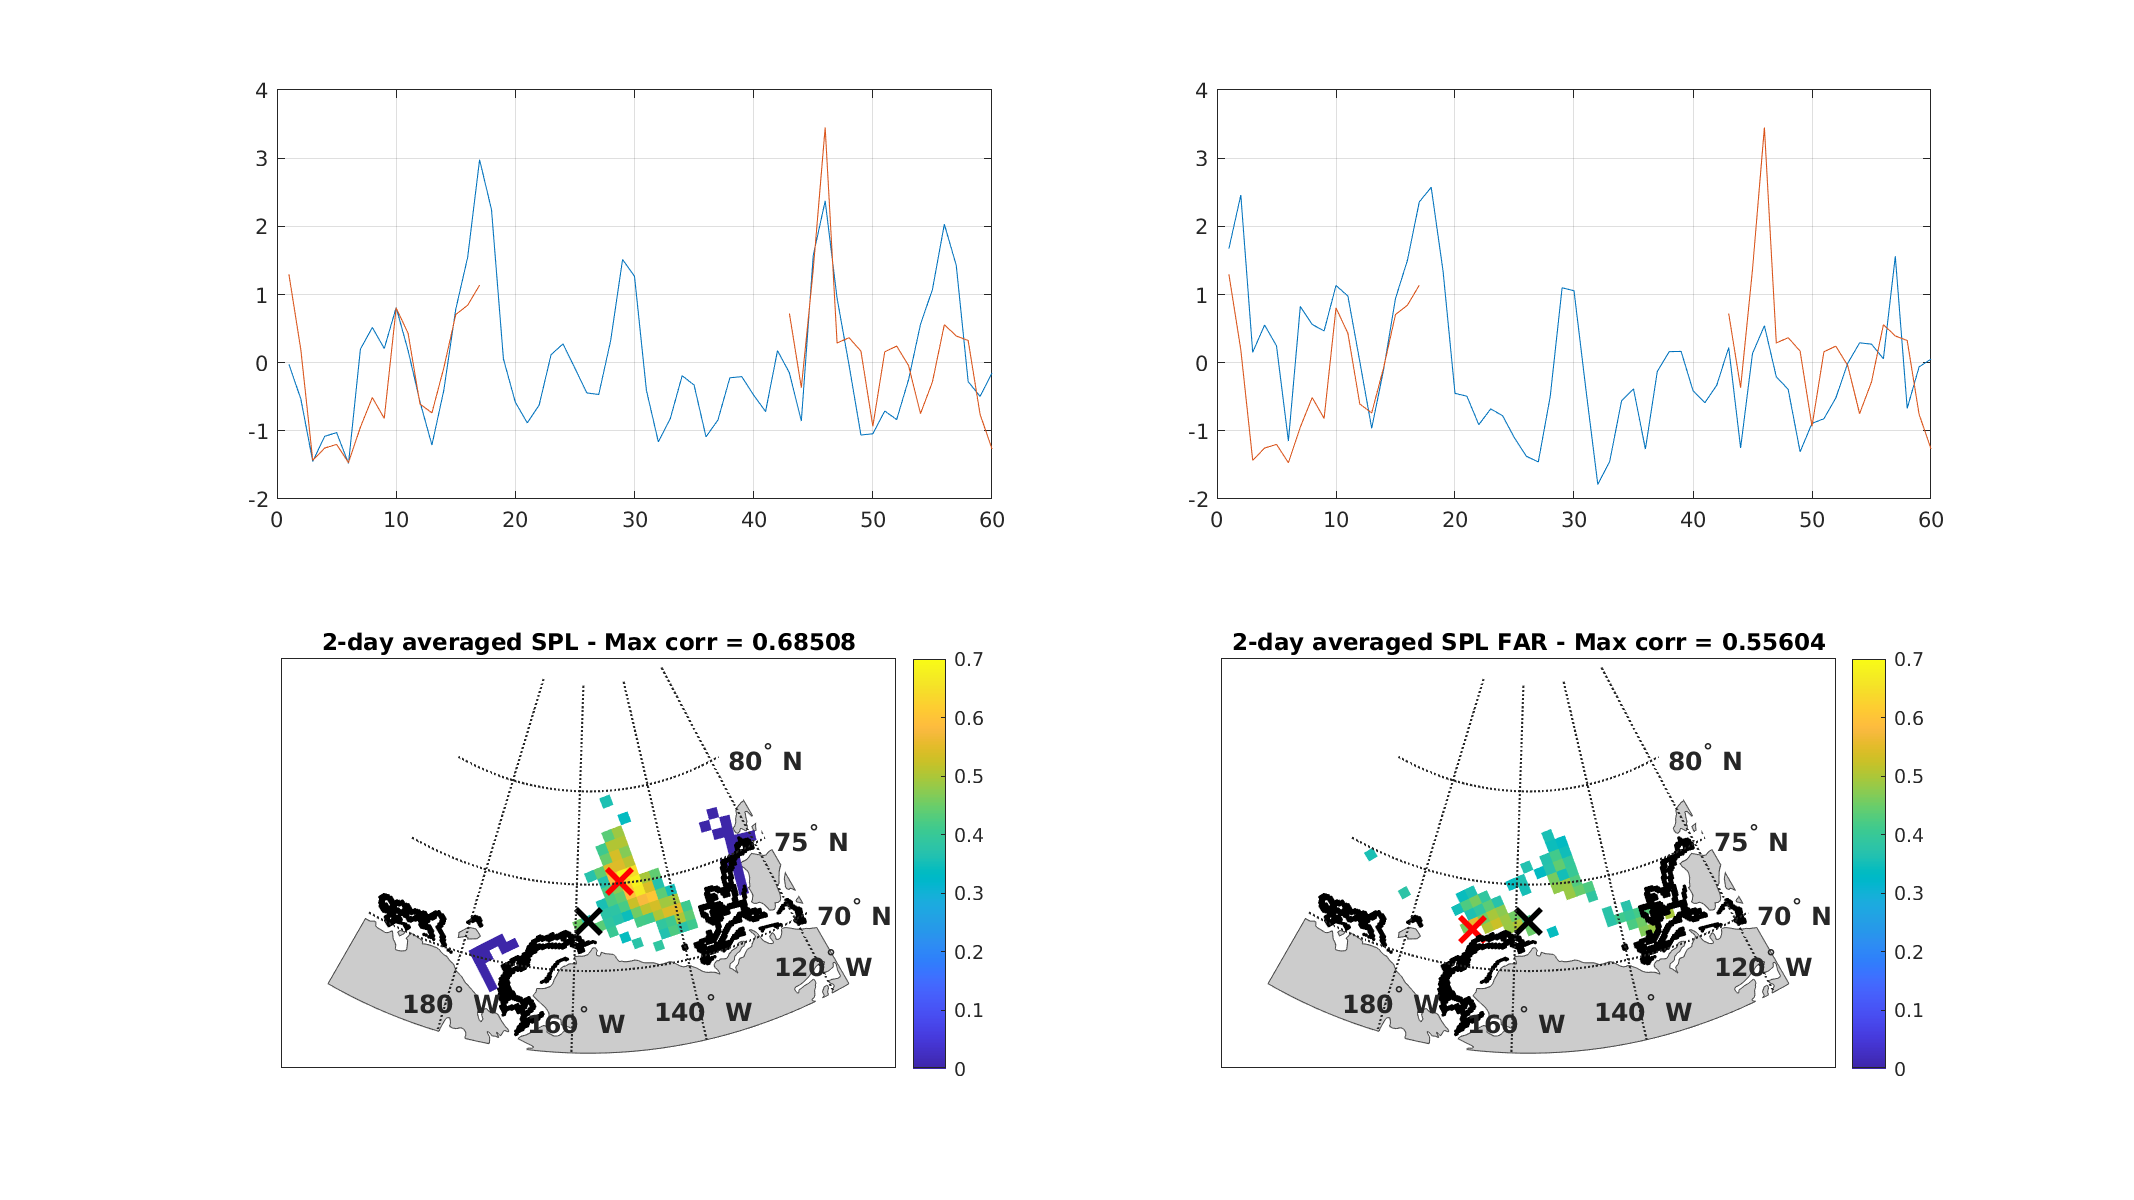 4
3
2
1
0
-1
-2
0 10 20 30 40 50 60
4
3
2
1
0
-1
-2
0 10 20 30 40 50 60
2-day averaged SPL - Max corr = 0.68508
80° N
75° N
70° N
120° W
140° W
160° W
180° W
0.7
0.6
0.5
0.4
0.3
0.2
0.1
0
2-day averaged SPL FAR - Max corr = 0.55604
80° N
75° N
70° N
120° W
140° W
160° W
180° W
0.7
0.6
0.5
0.4
0.3
0.2
0.1
0